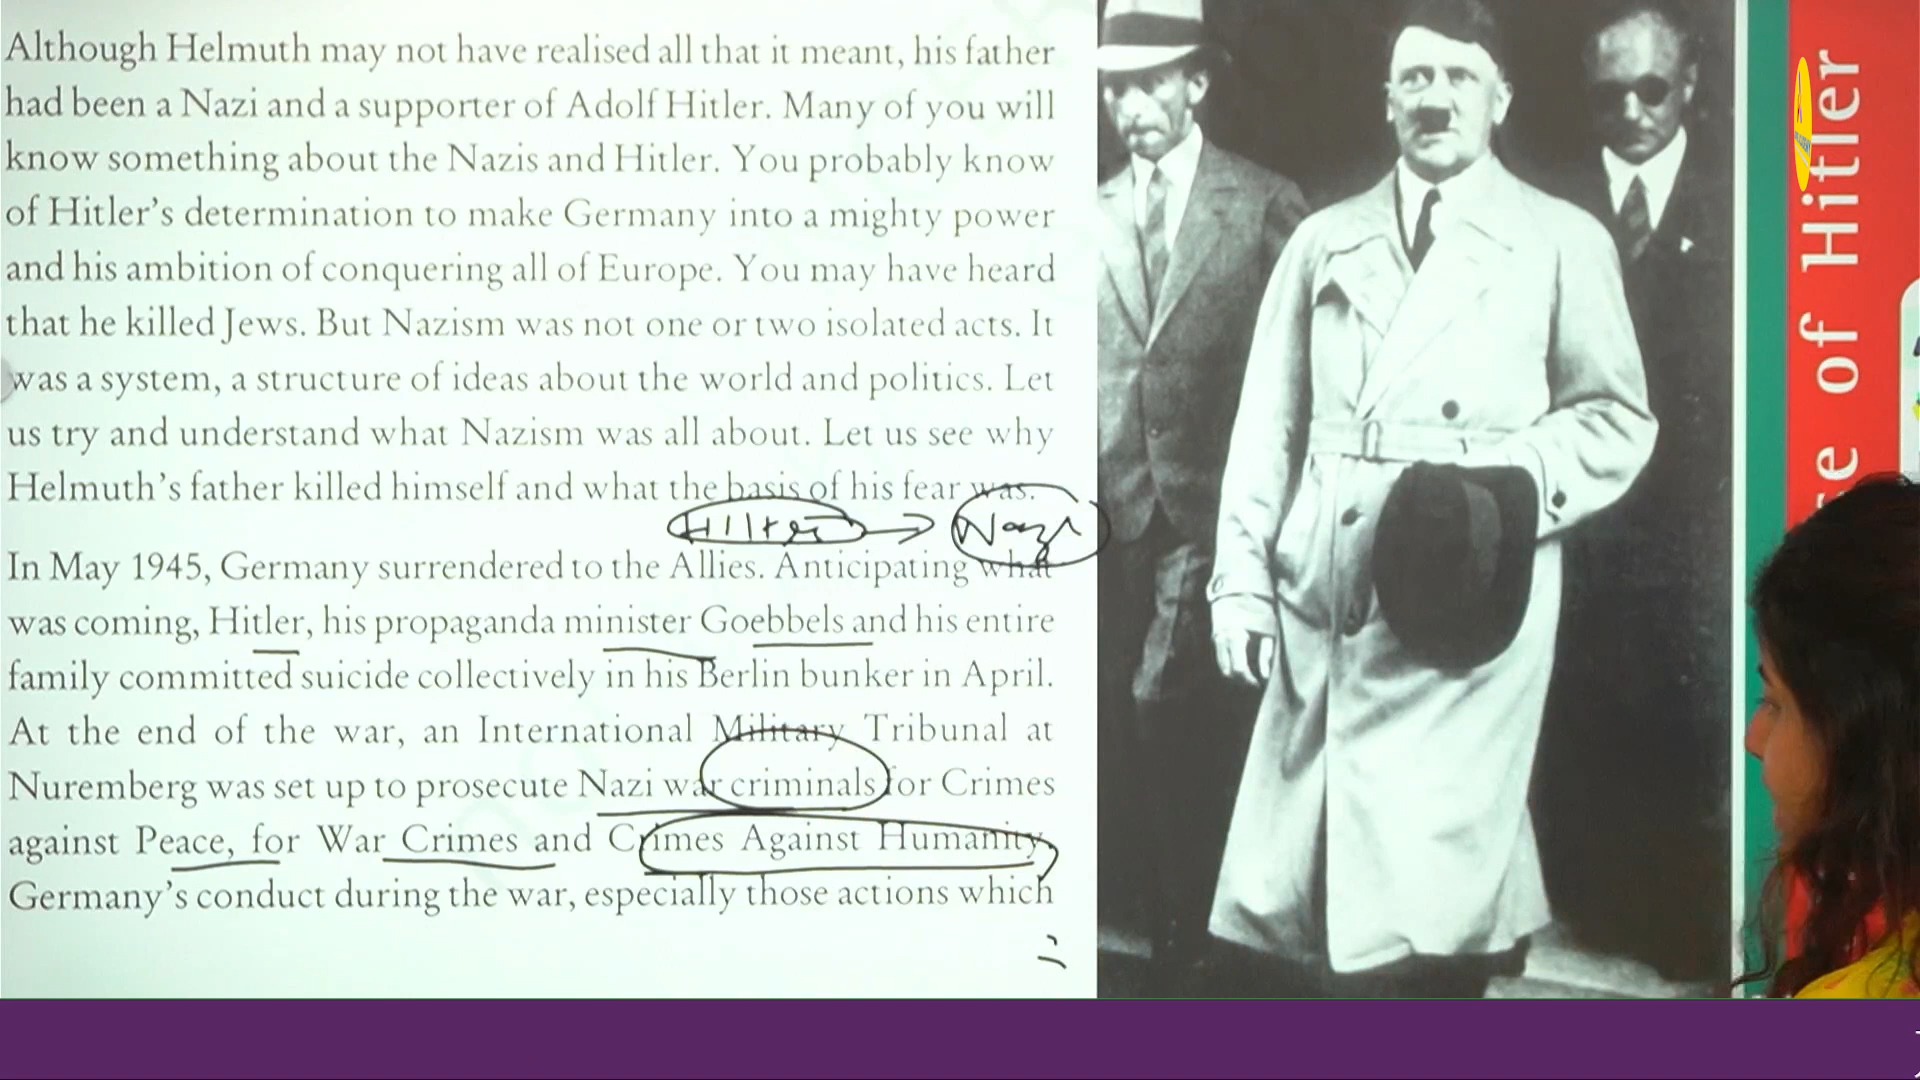 Although Helmuth may not have realised all that it meant, his father
had been a Nazi and a supporter of Adolf Hitler. Many of you will
know something about the Nazis and Hitler. You probably know
of Hitler's determination to make Germany into a mighty power
and his ambition of conquering all of Europe. You may have heard
that he killed Jews. But Nazism was not one or two isolated acts. It
was a system, a structure of ideas about the world and politics. Let
us try and understand what Nazism was all about. Let us see why
Helmuth's father killed himself and what the basis of his fear was.
Hilter → Nazi
In May 1945, Germany surrendered to the Allies. Anticipating what
was coming, Hitler, his propaganda minister Goebbels and his entire
family committed suicide collectively in his Berlin bunker in April.
At the end of the war, an International Military Tribunal at
Nuremberg was set up to prosecute Nazi war criminals for Crimes
against Peace, for War Crimes and Crimes Against Humanity.
Germany's conduct during the war, especially those actions which
se of Hitler